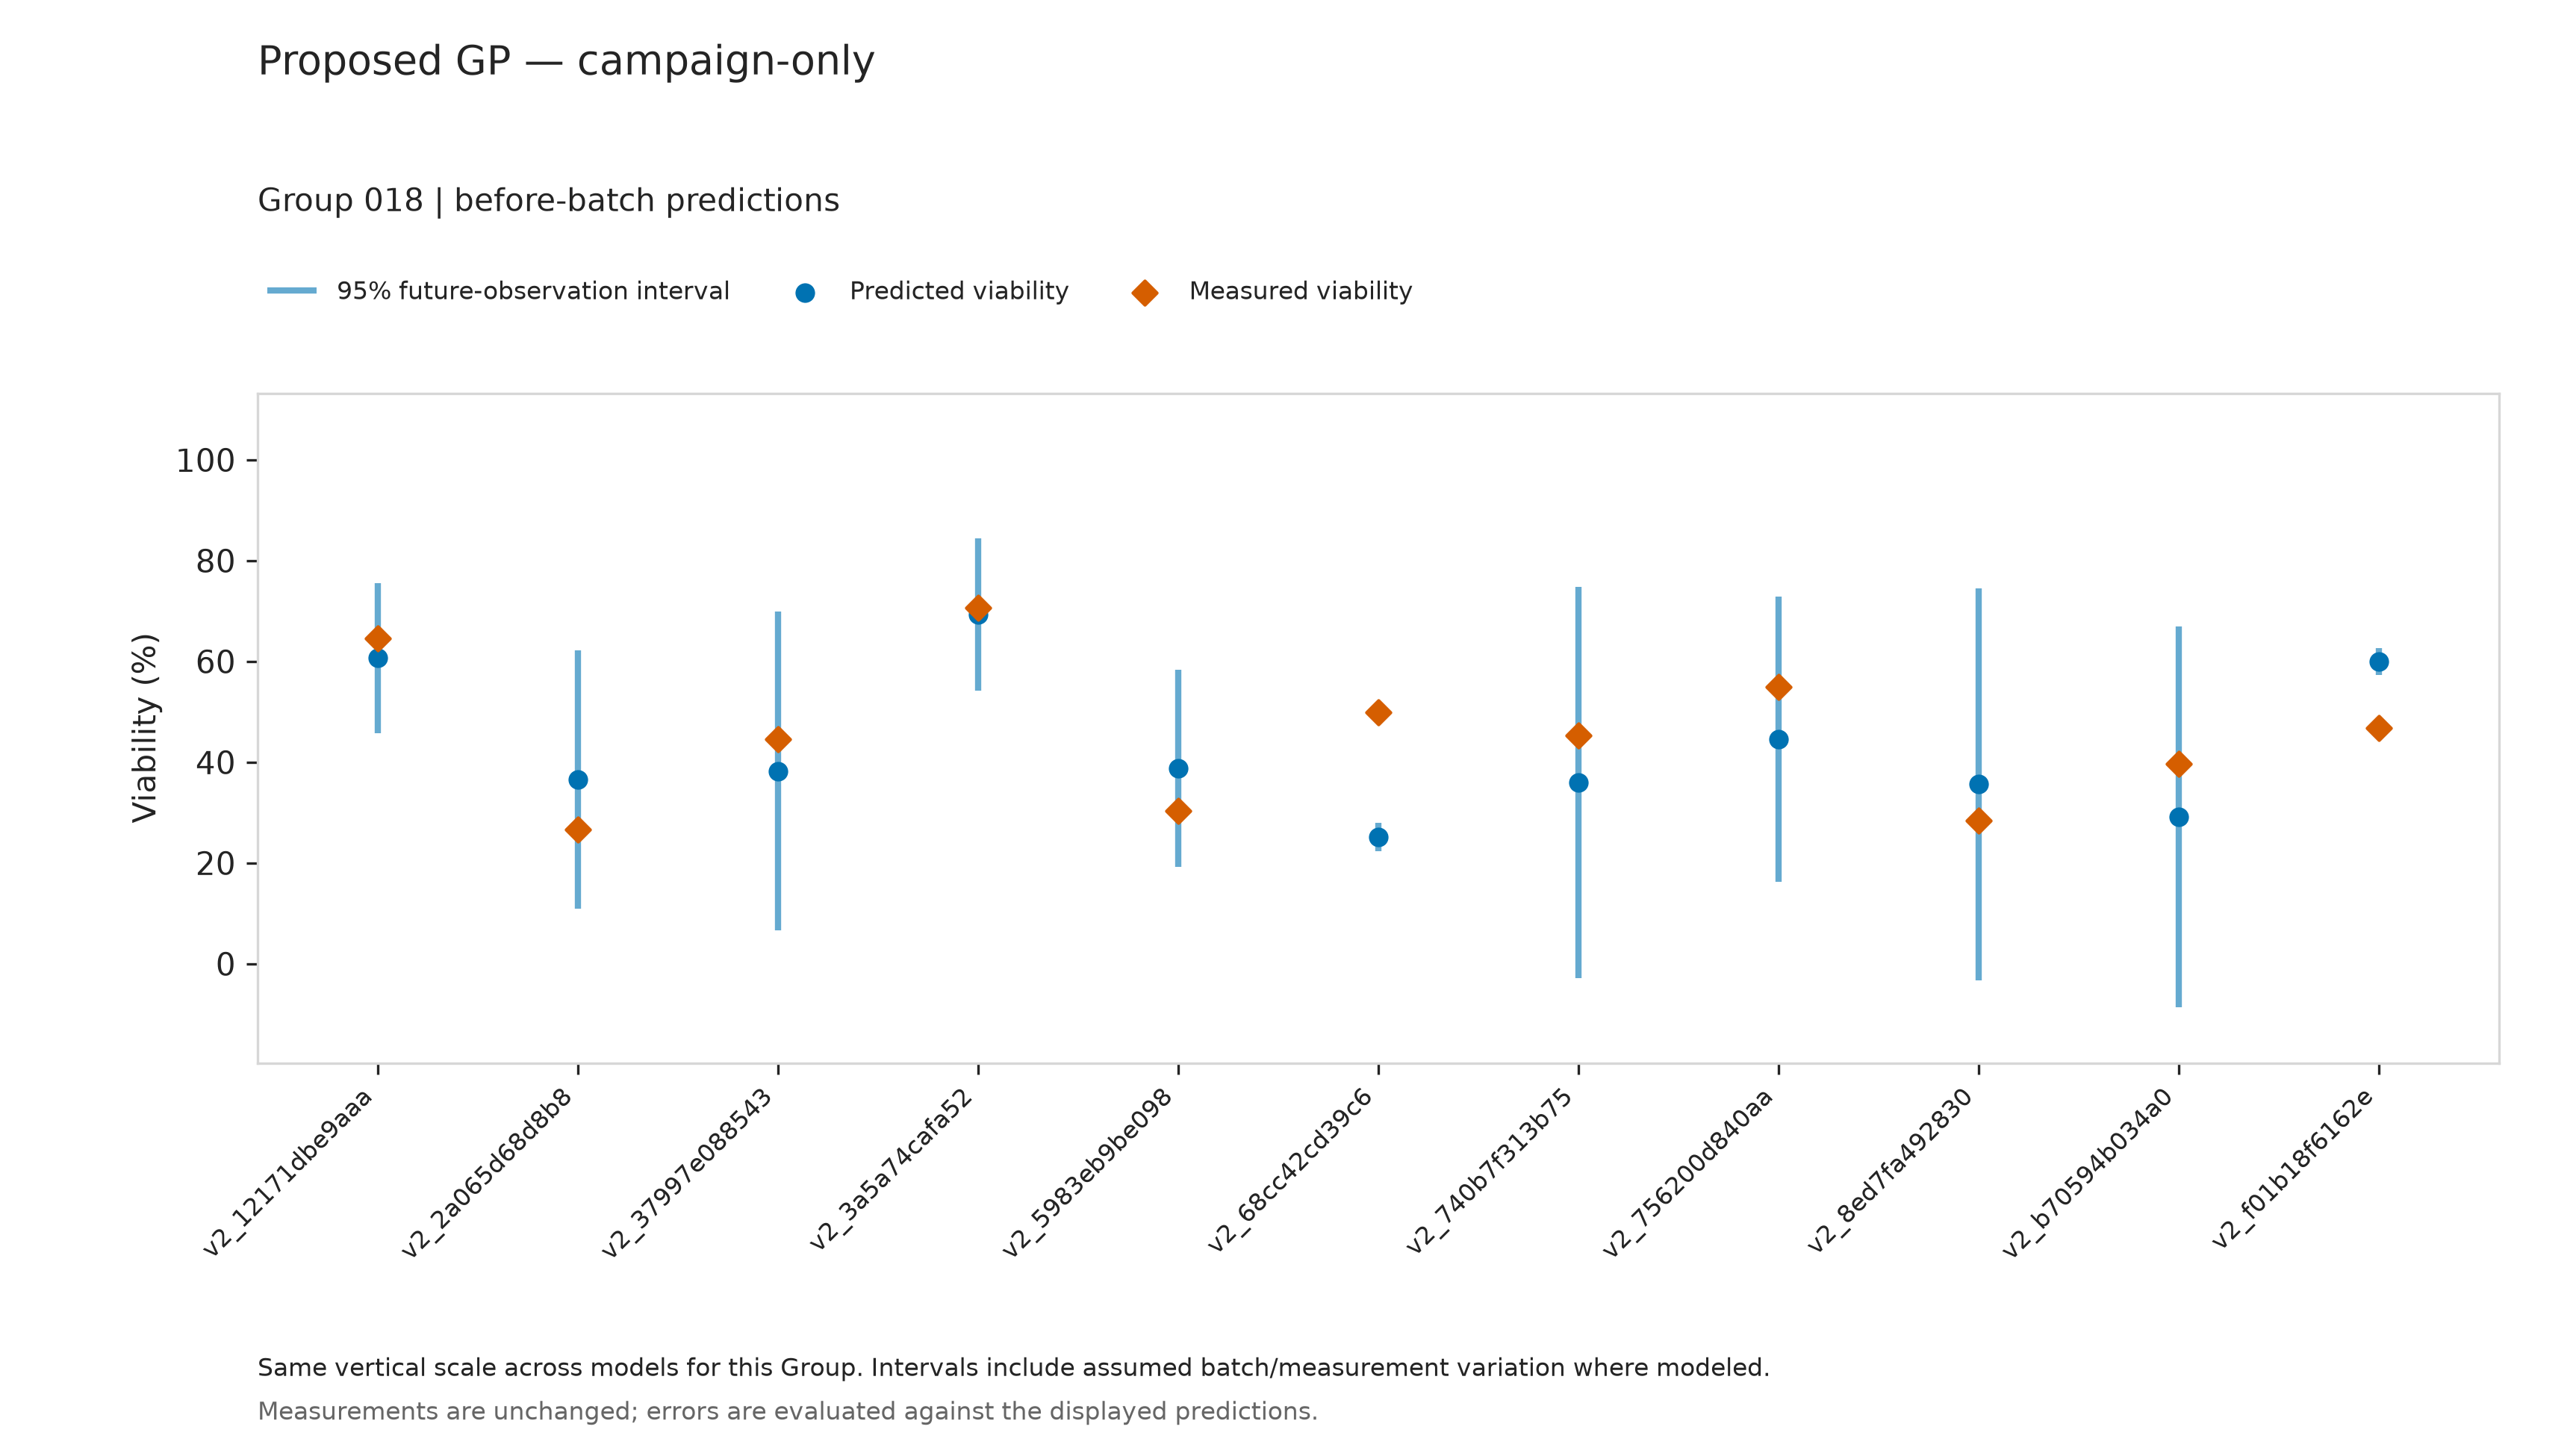 Proposed GP — campaign-only
Group 018 | before-batch predictions
95% future-observation interval
Predicted viability
Measured viability
Viability (%)
100
80
60
40
20
0
v2_12171dbe9aaa
v2_2a065d68d8b8
v2_37997e088543
v2_3a5a74cafa52
v2_5983eb9be098
v2_68cc42cd39c6
v2_740b7f313b75
v2_756200d840aa
v2_8ed7fa492830
v2_b70594b034a0
v2_f01b18f6162e
Same vertical scale across models for this Group. Intervals include assumed batch/measurement variation where modeled.
Measurements are unchanged; errors are evaluated against the displayed predictions.